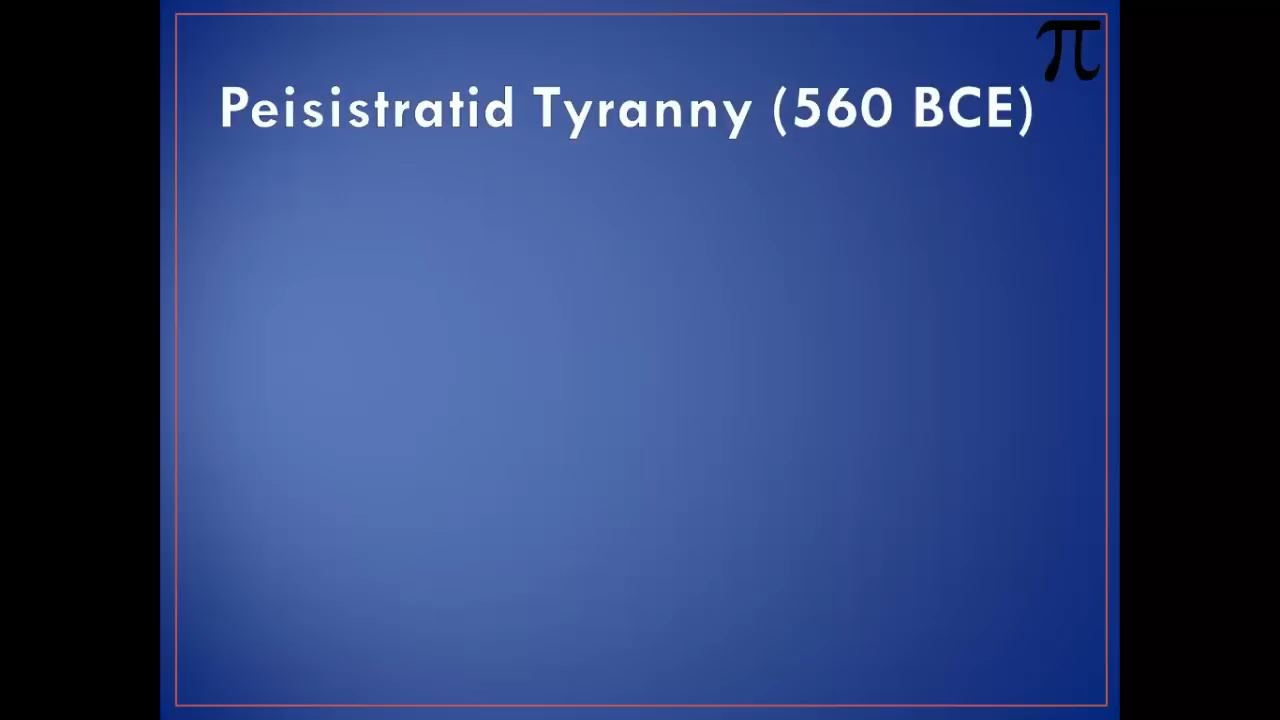 π
Peisistratid Tyranny (560 BCE)